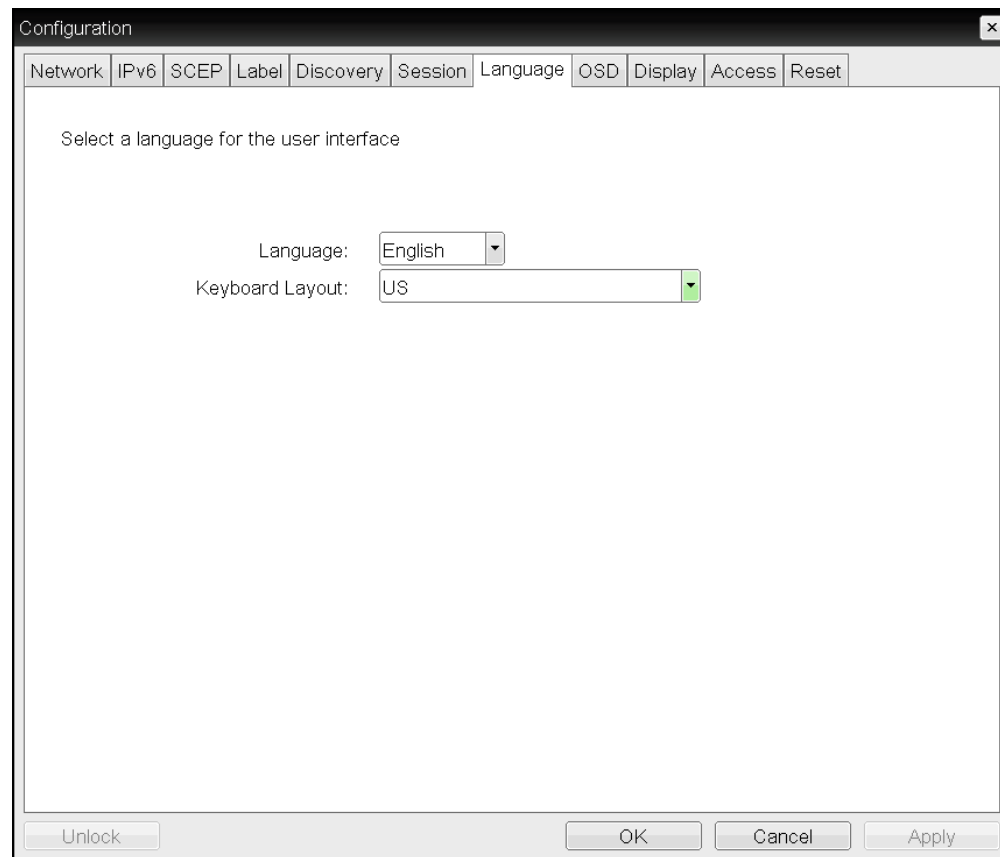 Configuration
Network IPv6 SCEP Label Discovery Session Language OSD Display Access Reset
Select a language for the user interface
Language: English
Keyboard Layout: US
Unlock OK Cancel Apply